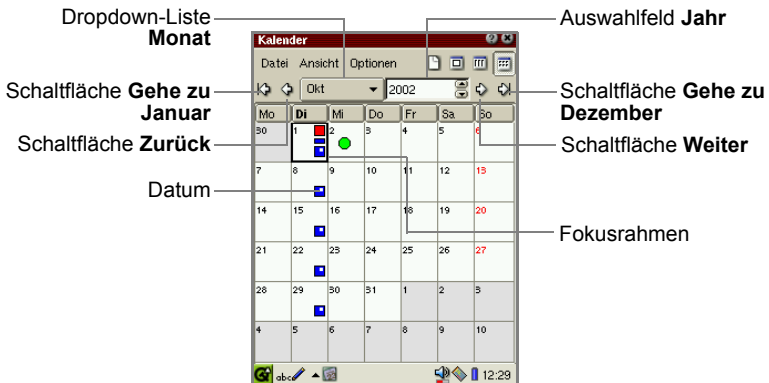 Dropdown-Liste
Monat
Auswahlfeld Jahr
Kalender
Datei Ansicht Optionen
Schaltfläche Gehe zu
Januar
Okt 2002
Schaltfläche Gehe zu
Dezember
Mo Di Mi Do Fr Sa So
Schaltfläche Zurück
Schaltfläche Weiter
30 1 2 3 4 5 6
Datum
7 8 9 10 11 12 13
14 15 16 17 18 19 20
Fokusrahmen
21 22 23 24 25 26 27
28 29 30 31 1 2 3
4 5 6 7 8 9 10
abc 12:29